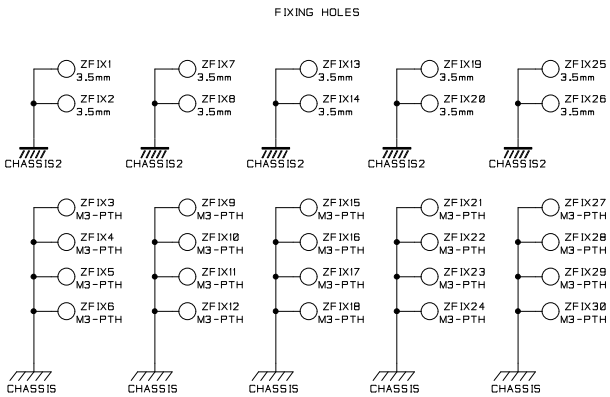 FIXING HOLES
ZFIX1
3.5mm
ZFIX2
3.5mm
CHASSIS2
ZFIX7
3.5mm
ZFIX8
3.5mm
CHASSIS2
ZFIX13
3.5mm
ZFIX14
3.5mm
CHASSIS2
ZFIX19
3.5mm
ZFIX20
3.5mm
CHASSIS2
ZFIX25
3.5mm
ZFIX26
3.5mm
CHASSIS2
ZFIX3
M3-PTH
ZFIX4
M3-PTH
ZFIX5
M3-PTH
ZFIX6
M3-PTH
CHASSIS
ZFIX9
M3-PTH
ZFIX10
M3-PTH
ZFIX11
M3-PTH
ZFIX12
M3-PTH
CHASSIS
ZFIX15
M3-PTH
ZFIX16
M3-PTH
ZFIX17
M3-PTH
ZFIX18
M3-PTH
CHASSIS
ZFIX21
M3-PTH
ZFIX22
M3-PTH
ZFIX23
M3-PTH
ZFIX24
M3-PTH
CHASSIS
ZFIX27
M3-PTH
ZFIX28
M3-PTH
ZFIX29
M3-PTH
ZFIX30
M3-PTH
CHASSIS